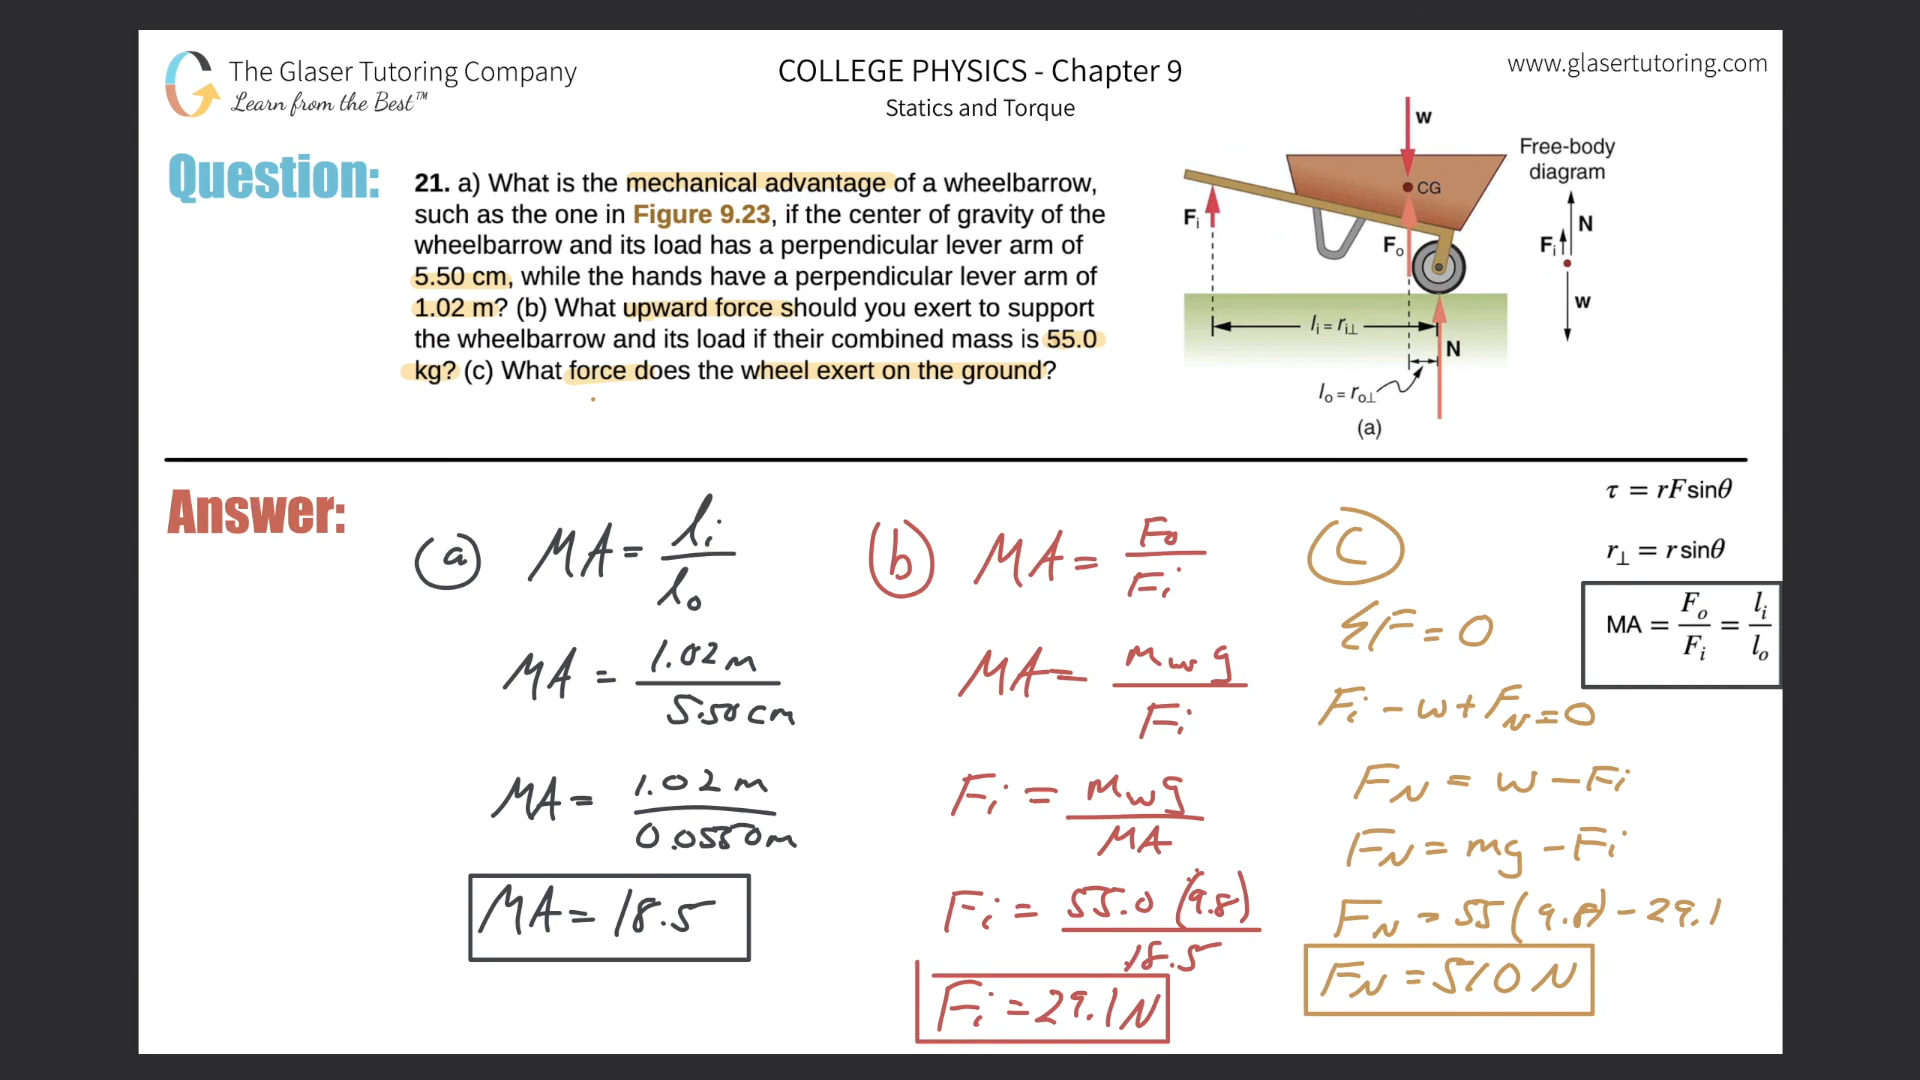 The Glaser Tutoring Company
Learn from the Best™
COLLEGE PHYSICS - Chapter 9
Statics and Torque
www.glasertutoring.com
Question:
21. a) What is the mechanical advantage of a wheelbarrow,
such as the one in Figure 9.23, if the center of gravity of the
wheelbarrow and its load has a perpendicular lever arm of
5.50 cm, while the hands have a perpendicular lever arm of
1.02 m? (b) What upward force should you exert to support
the wheelbarrow and its load if their combined mass is 55.0
kg? (c) What force does the wheel exert on the ground?
w
CG
Fi
Fo
li = ri⊥
N
lo = ro⊥
(a)
Free-body
diagram
N
Fi
w
Answer:
(a) MA = li/lo
MA = 1.02 m / 5.50 cm
MA = 1.02 m / 0.0550 m
MA = 18.5
(b) MA = Fo/Fi
MA = mwg/Fi
Fi = mwg/MA
Fi = 55.0 (9.8) / 18.5
Fi = 29.1 N
C
ΣF = 0
Fi - w + FN = 0
FN = w - Fi
FN = mg - Fi
FN = 55(9.8) - 29.1
FN = 510 N
τ = rF sinθ
r⊥ = r sinθ
MA = Fo/Fi = li/lo